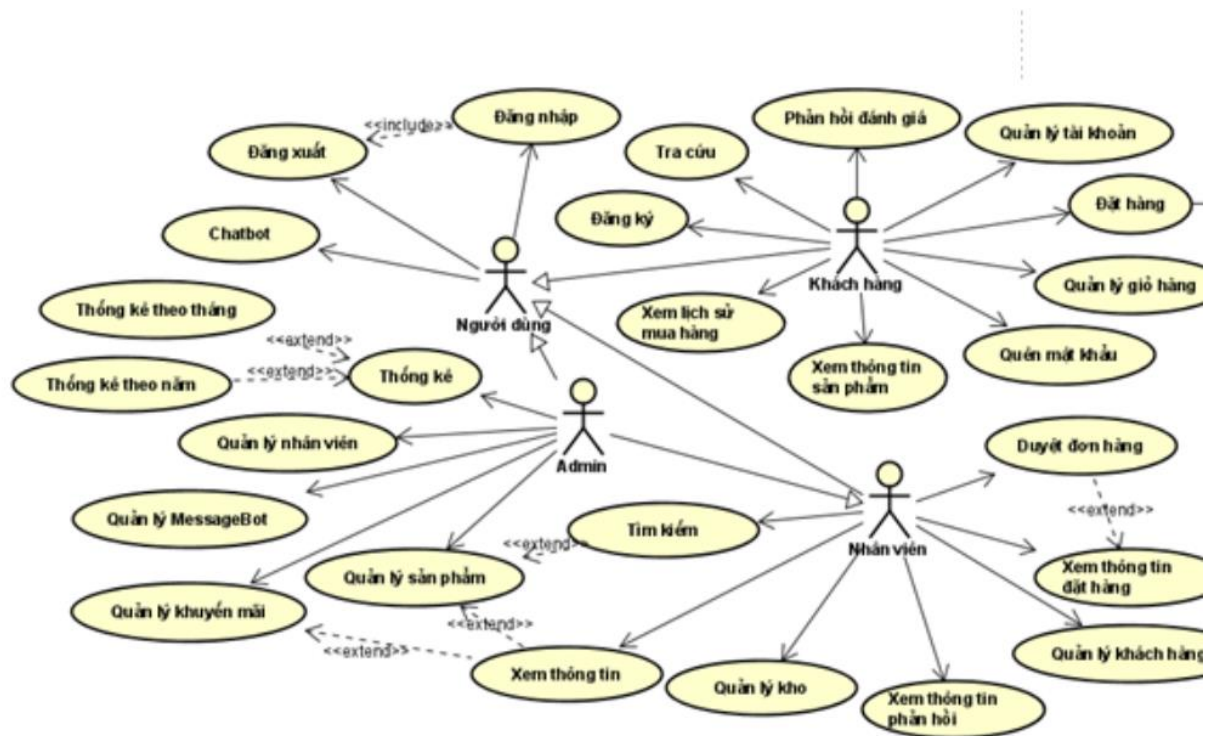 Đăng nhập
<<include>>
Đăng xuất
Phản hồi đánh giá
Quản lý tài khoản
Tra cứu
Đăng ký
Đặt hàng
Chatbot
Khách hàng
Quản lý giỏ hàng
Người dùng
Xem lịch sử
mua hàng
Thống kê theo tháng
<<extend>>
Quên mật khẩu
Xem thông tin
sản phẩm
Thống kê theo năm
<<extend>>
Thống kê
Quản lý nhân viên
Admin
Duyệt đơn hàng
Quản lý MessageBot
Tìm kiếm
<<extend>>
<<extend>>
Nhân viên
Quản lý sản phẩm
Xem thông tin
đặt hàng
Quản lý khuyến mãi
<<extend>>
<<extend>>
Xem thông tin
Quản lý kho
Xem thông tin
phản hồi
Quản lý khách hàng